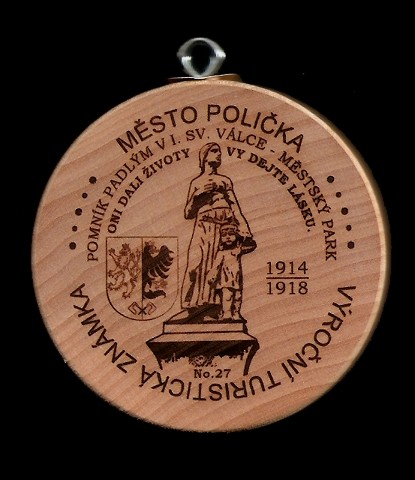 MĚSTO POLIČKA
POMNÍK PADLÝM V I. SV. VÁLCE - MĚSTSKÝ PARK
ONI DALI ŽIVOTY VY DEJTE LÁSKU.
1914
1918
No.27
VÝROČNÍ TURISTICKÁ ZNÁMKA